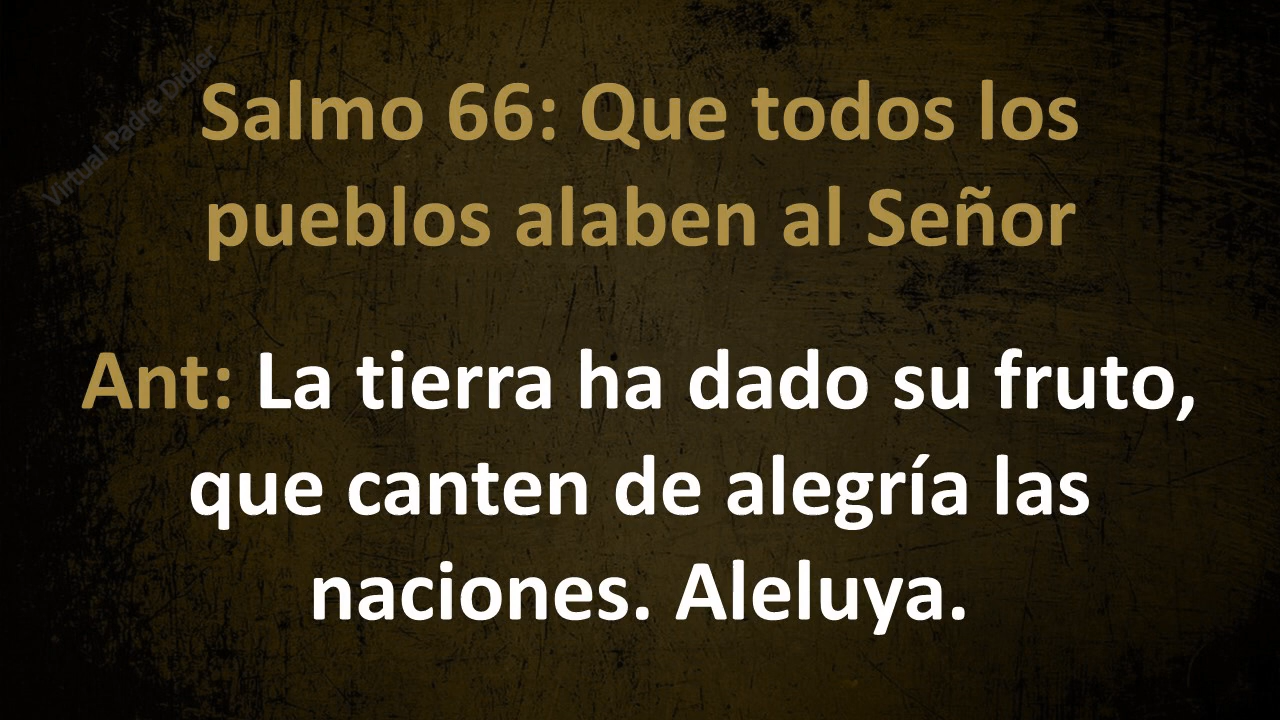 Virtual Padre Didier
Salmo 66: Que todos los
pueblos alaben al Señor
Ant: La tierra ha dado su fruto,
que canten de alegría las
naciones. Aleluya.